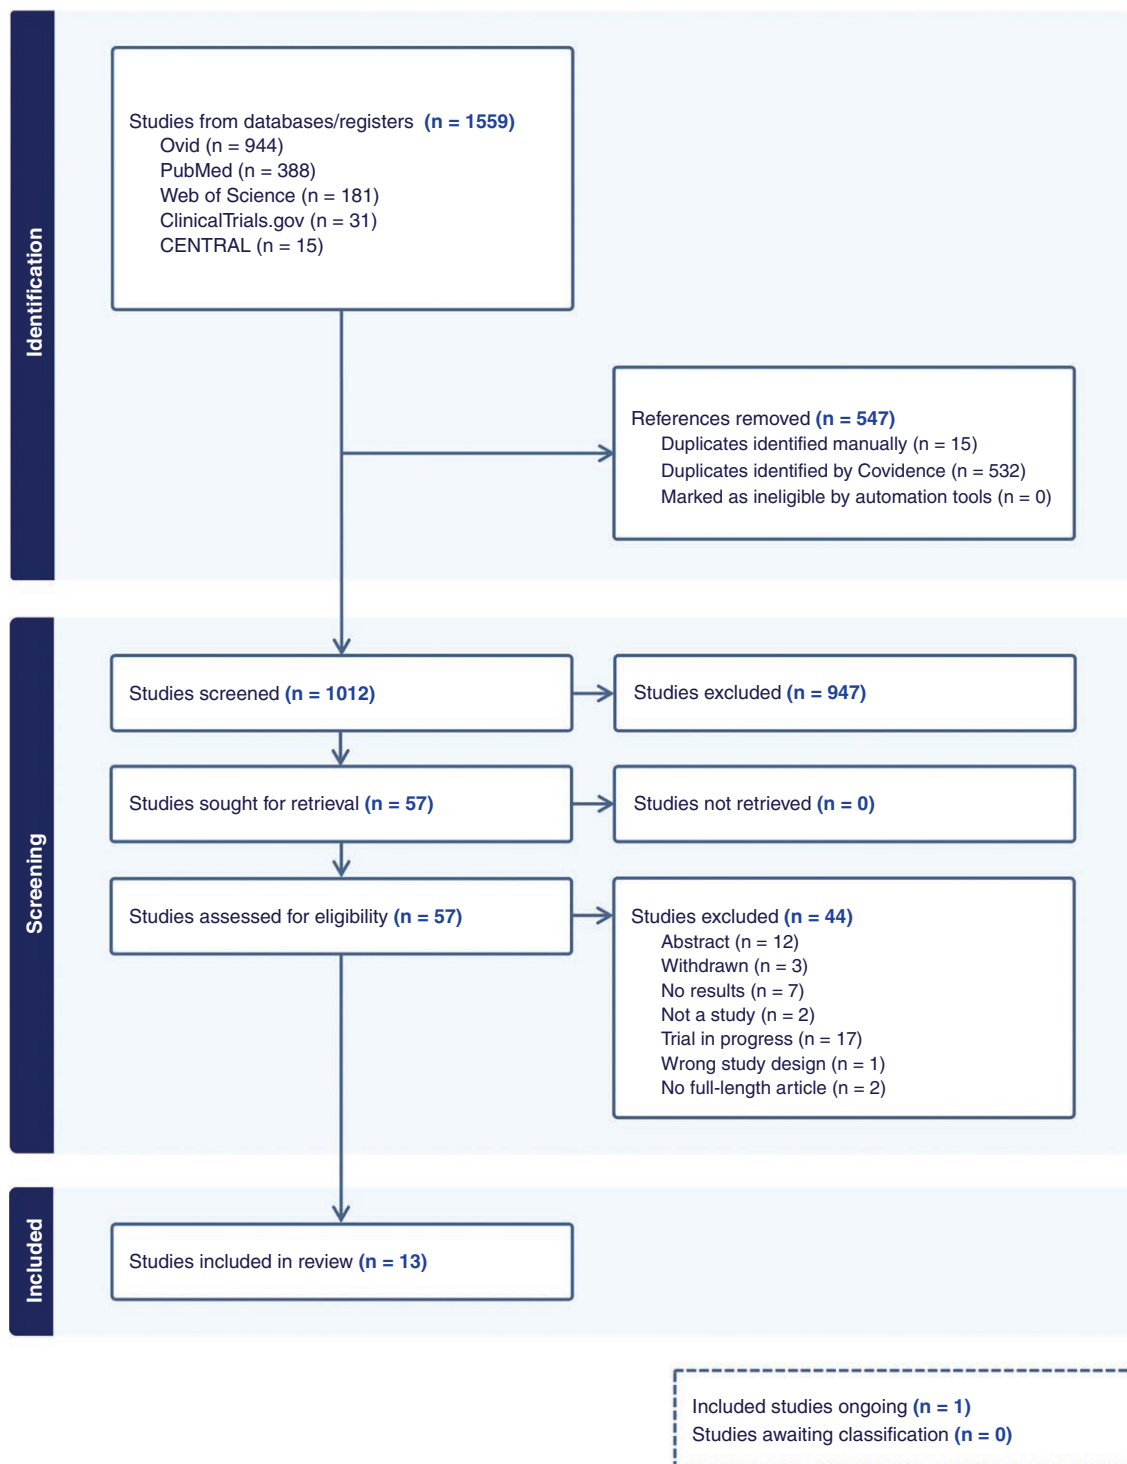 Identification
Studies from databases/registers (n = 1559)
Ovid (n = 944)
PubMed (n = 388)
Web of Science (n = 181)
ClinicalTrials.gov (n = 31)
CENTRAL (n = 15)
References removed (n = 547)
Duplicates identified manually (n = 15)
Duplicates identified by Covidence (n = 532)
Marked as ineligible by automation tools (n = 0)
Screening
Studies screened (n = 1012)
Studies excluded (n = 947)
Studies sought for retrieval (n = 57)
Studies not retrieved (n = 0)
Studies assessed for eligibility (n = 57)
Studies excluded (n = 44)
Abstract (n = 12)
Withdrawn (n = 3)
No results (n = 7)
Not a study (n = 2)
Trial in progress (n = 17)
Wrong study design (n = 1)
No full-length article (n = 2)
Included
Studies included in review (n = 13)
Included studies ongoing (n = 1)
Studies awaiting classification (n = 0)